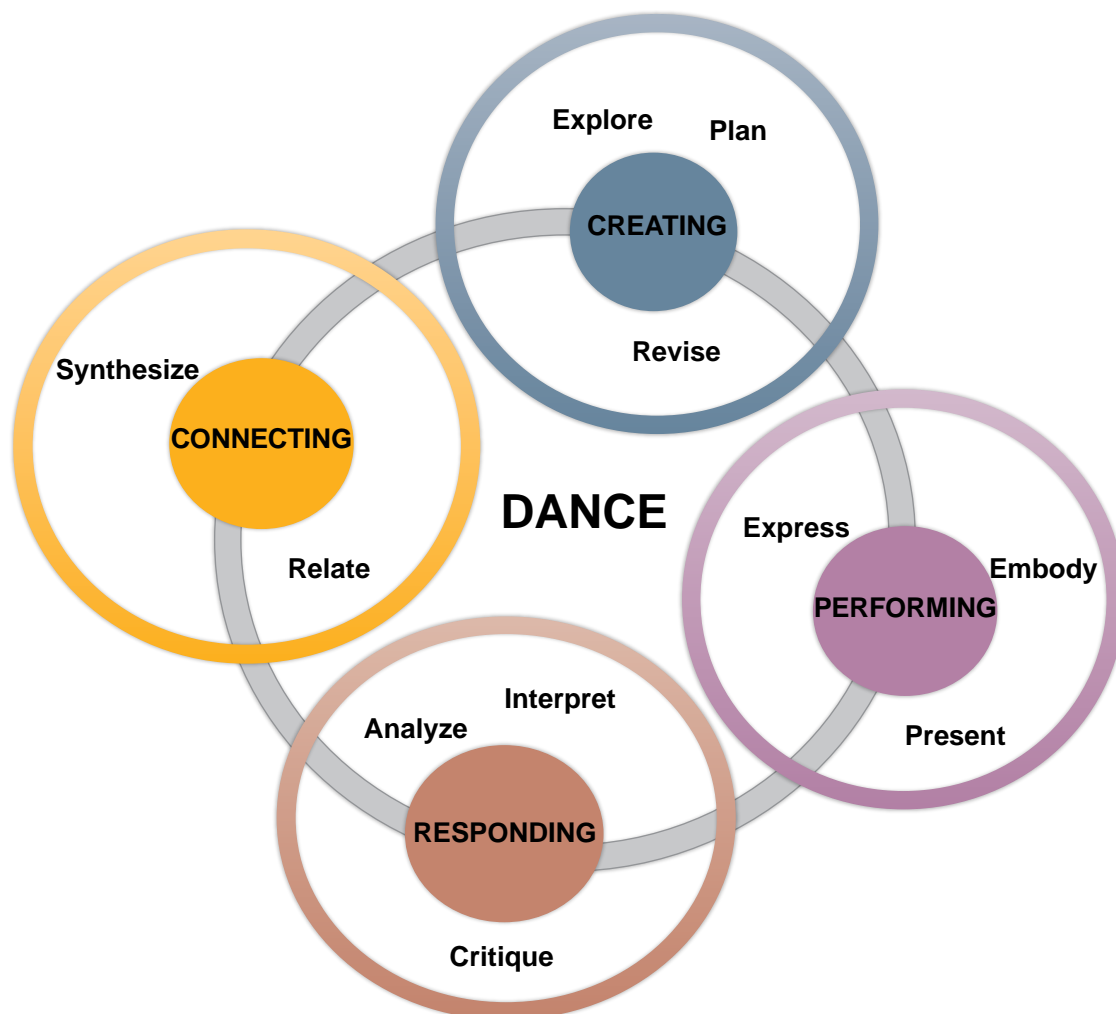 Explore
Plan
CREATING
Revise
Synthesize
CONNECTING
Relate
DANCE
Express
Embody
PERFORMING
Present
Interpret
Analyze
RESPONDING
Critique